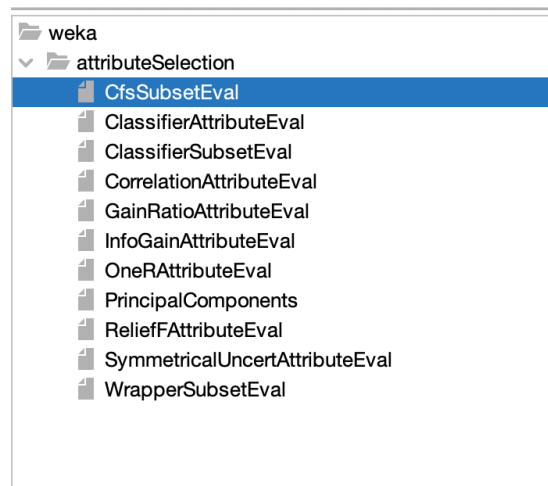 weka
attributeSelection
CfsSubsetEval
ClassifierAttributeEval
ClassifierSubsetEval
CorrelationAttributeEval
GainRatioAttributeEval
InfoGainAttributeEval
OneRAttributeEval
PrincipalComponents
ReliefFAttributeEval
SymmetricalUncertAttributeEval
WrapperSubsetEval